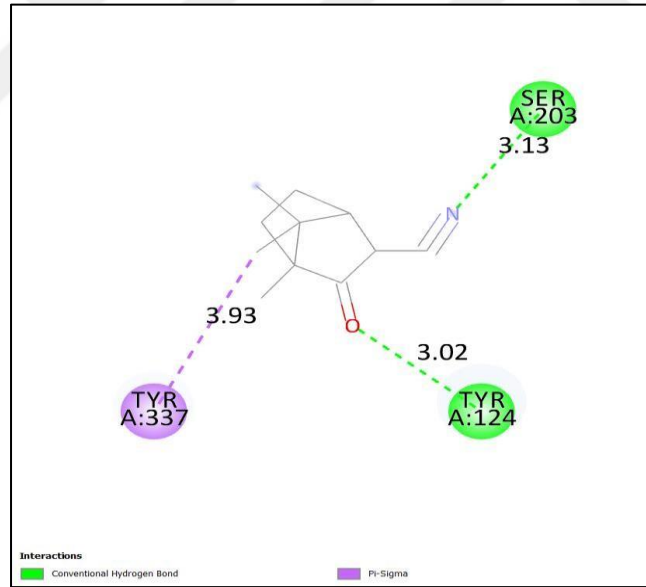 SER
A:203
3.13
N
3.93
O
3.02
TYR
A:337
TYR
A:124
Interactions
Conventional Hydrogen Bond
Pi-Sigma